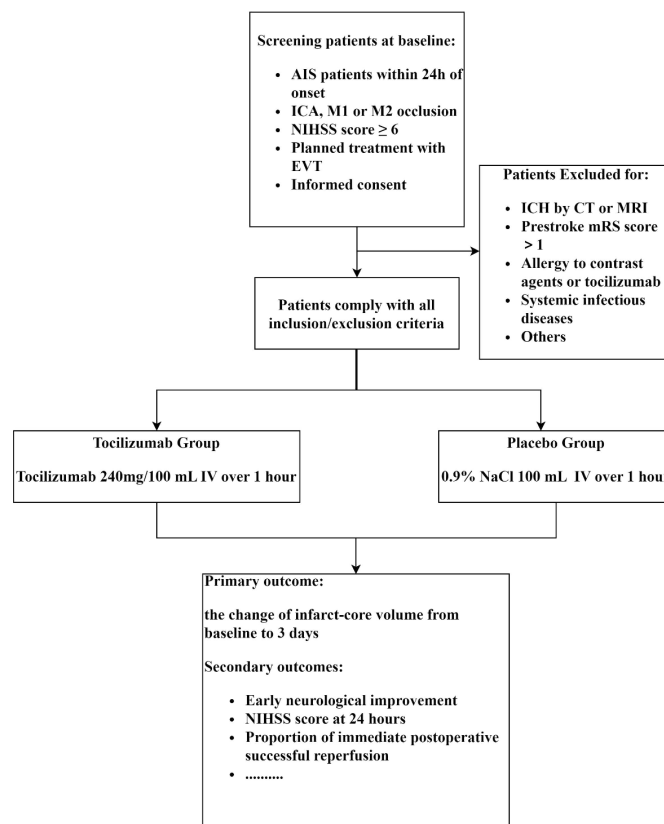 Screening patients at baseline:
• AIS patients within 24h of
onset
• ICA, M1 or M2 occlusion
• NIHSS score ≥ 6
• Planned treatment with
EVT
• Informed consent
Patients Excluded for:
• ICH by CT or MRI
• Prestroke mRS score
> 1
• Allergy to contrast
agents or tocilizumab
• Systemic infectious
diseases
• Others
Patients comply with all
inclusion/exclusion criteria
Tocilizumab Group
Tocilizumab 240mg/100 mL IV over 1 hour
Placebo Group
0.9% NaCl 100 mL IV over 1 hour
Primary outcome:
the change of infarct-core volume from
baseline to 3 days
Secondary outcomes:
• Early neurological improvement
• NIHSS score at 24 hours
• Proportion of immediate postoperative
successful reperfusion
• ..........